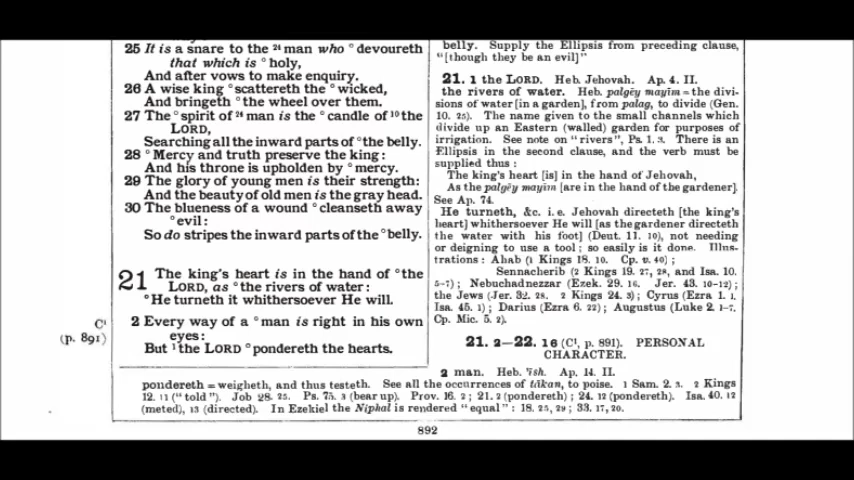 25 It is a snare to the 24 man who ° devoureth
that which is ° holy,
And after vows to make enquiry.
26 A wise king ° scattereth the ° wicked,
And bringeth ° the wheel over them.
27 The ° spirit of 24 man is the ° candle of 10 the
LORD,
Searching all the inward parts of ° the belly.
28 ° Mercy and truth preserve the king :
And his throne is upholden by ° mercy.
29 The glory of young men is their strength:
And the beauty of old men is the gray head.
30 The blueness of a wound ° cleanseth away
° evil :
So do stripes the inward parts of the ° belly.
21 The king's heart is in the hand of ° the
LORD, as ° the rivers of water :
° He turneth it whithersoever He will.
C¹
(p. 891)
2 Every way of a ° man is right in his own
eyes:
But 1 the LORD ° pondereth the hearts.
belly. Supply the Ellipsis from preceding clause,
"[though they be an evil]"
21. 1 the LORD. Heb. Jehovah. Ap. 4. II.
the rivers of water. Heb. palgēy mayīm = the divi-
sions of water [in a garden], from palag, to divide (Gen.
10. 25). The name given to the small channels which
divide up an Eastern (walled) garden for purposes of
irrigation. See note on "rivers", Ps. 1. 3. There is an
Ellipsis in the second clause, and the verb must be
supplied thus :
The king's heart [is] in the hand of Jehovah,
As the palgēy mayīm [are in the hand of the gardener].
See Ap. 74.
He turneth, &c. i. e. Jehovah directeth [the king's
heart] whithersoever He will [as the gardener directeth
the water with his foot] (Deut. 11. 10), not needing
or deigning to use a tool ; so easily is it done. Illus-
trations : Ahab (1 Kings 18. 10. Cp. v. 40) ;
Sennacherib (2 Kings 19. 27, 28, and Isa. 10.
5-7) ; Nebuchadnezzar (Ezek. 29. 16. Jer. 43. 10-12) ;
the Jews (Jer. 32. 28. 2 Kings 24. 3) ; Cyrus (Ezra 1. 1.
Isa. 45. 1) ; Darius (Ezra 6. 22) ; Augustus (Luke 2. 1-7.
Cp. Mic. 5. 2).
21. 2—22. 16 (C¹, p. 891). PERSONAL
CHARACTER.
2 man. Heb. 'ish. Ap. 14. II.
pondereth = weigheth, and thus testeth. See all the occurrences of tākan, to poise. 1 Sam. 2. 3. 2 Kings
12. 11 ("told"). Job 28. 25. Ps. 75. 3 (bear up). Prov. 16. 2 ; 21. 2 (pondereth) ; 24. 12 (pondereth). Isa. 40. 12
(meted), 13 (directed). In Ezekiel the Niphal is rendered "equal" : 18. 25, 29 ; 33. 17, 20.
892